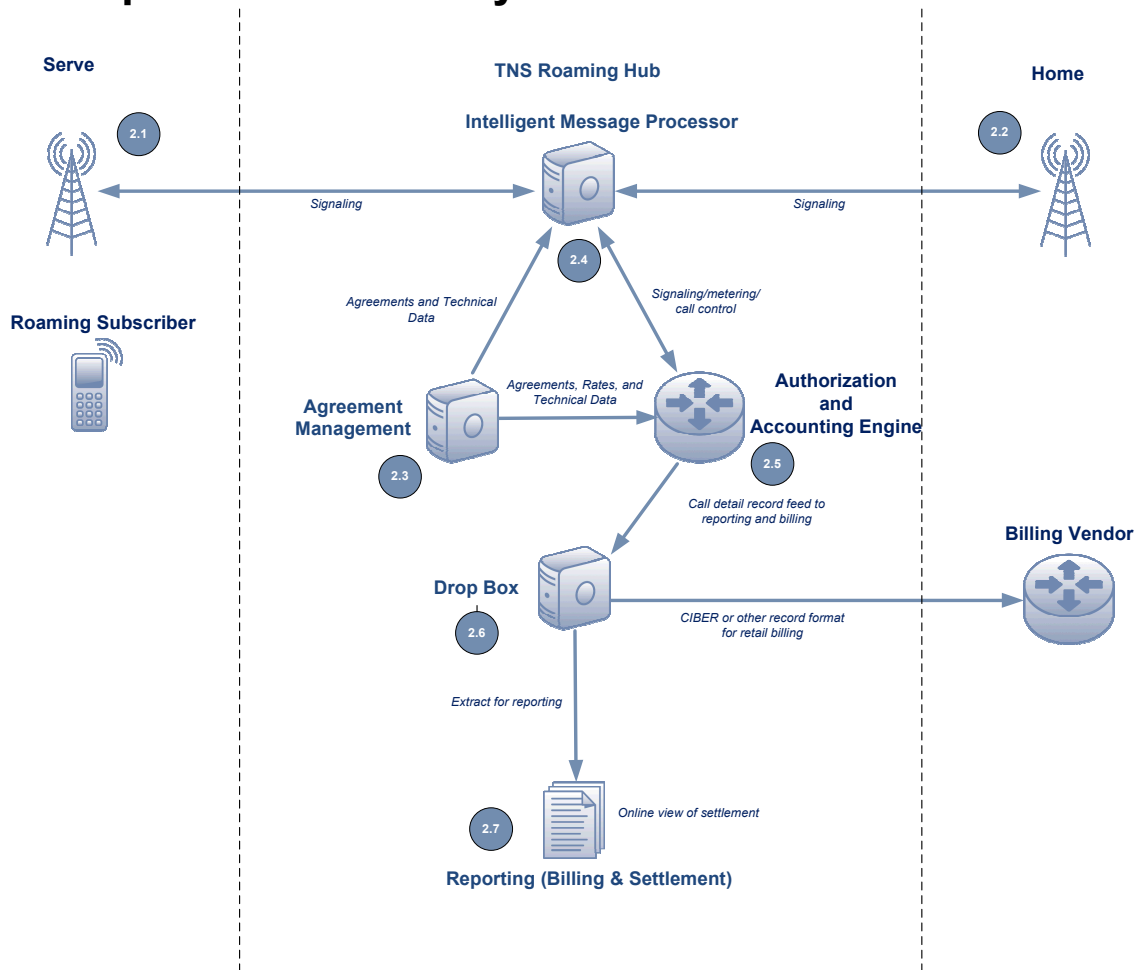 Serve
TNS Roaming Hub
Home
2.1
Intelligent Message Processor
2.2
Signaling
Signaling
2.4
Agreements and Technical
Data
Signaling/metering/
call control
Roaming Subscriber
Agreements, Rates, and
Technical Data
Authorization
and
Accounting Engine
Agreement
Management
2.3
2.5
Call detail record feed to
reporting and billing
Billing Vendor
Drop Box
2.6
CIBER or other record format
for retail billing
Extract for reporting
Online view of settlement
2.7
Reporting (Billing & Settlement)